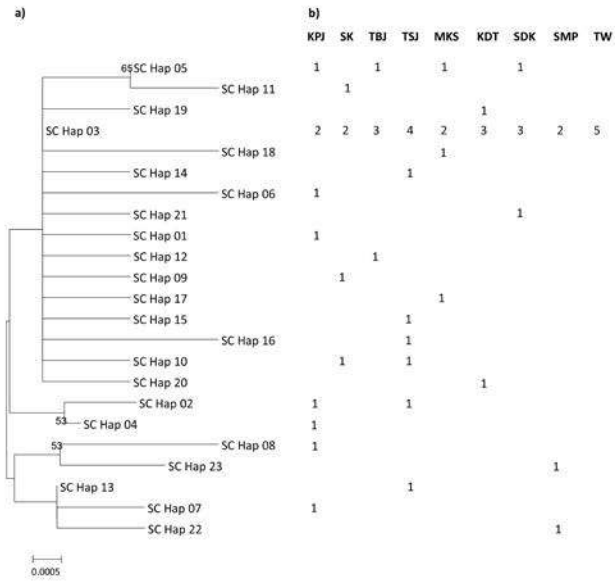 a) b)
KPJ SK TBJ TSJ MKS KDT SDK SMP TW
65 SC Hap 05 1 1 1 1
SC Hap 11 1
SC Hap 19 1
SC Hap 03 2 2 3 4 2 3 3 2 5
SC Hap 18 1
SC Hap 14 1
SC Hap 06 1
SC Hap 21 1
SC Hap 01 1
SC Hap 12 1
SC Hap 09 1
SC Hap 17 1
SC Hap 15 1
SC Hap 16 1
SC Hap 10 1 1
SC Hap 20 1
SC Hap 02 1 1
53 SC Hap 04 1
53 SC Hap 08 1
SC Hap 23 1
SC Hap 13 1
SC Hap 07 1
SC Hap 22 1
0.0005